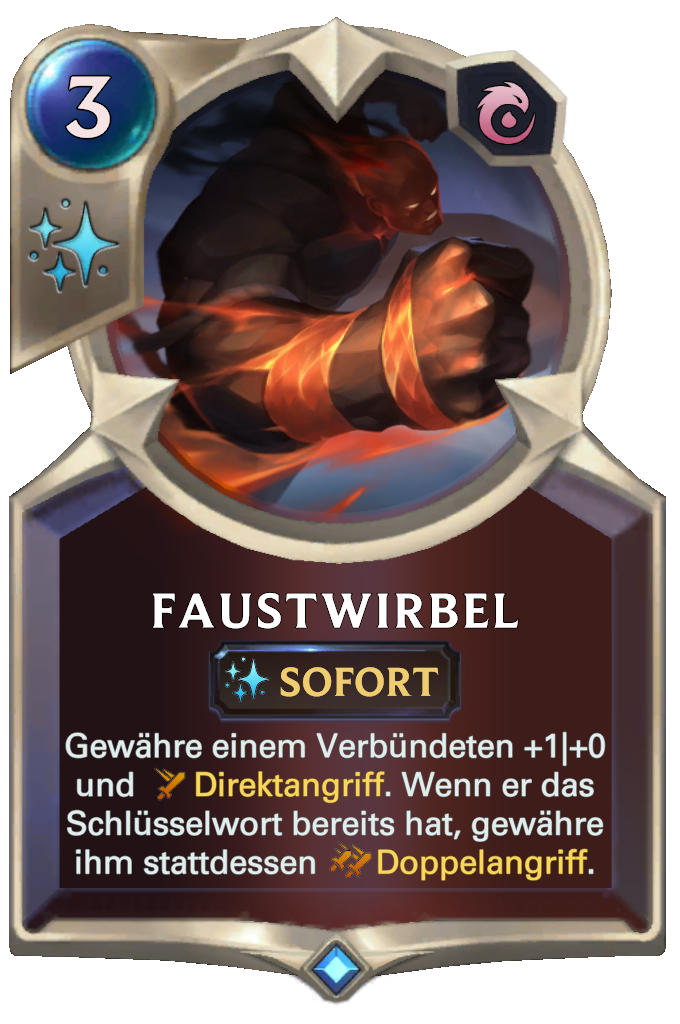 3
FAUSTWIRBEL
SOFORT
Gewähre einem Verbündeten +1|+0
und Direktangriff. Wenn er das
Schlüsselwort bereits hat, gewähre
ihm stattdessen Doppelangriff.